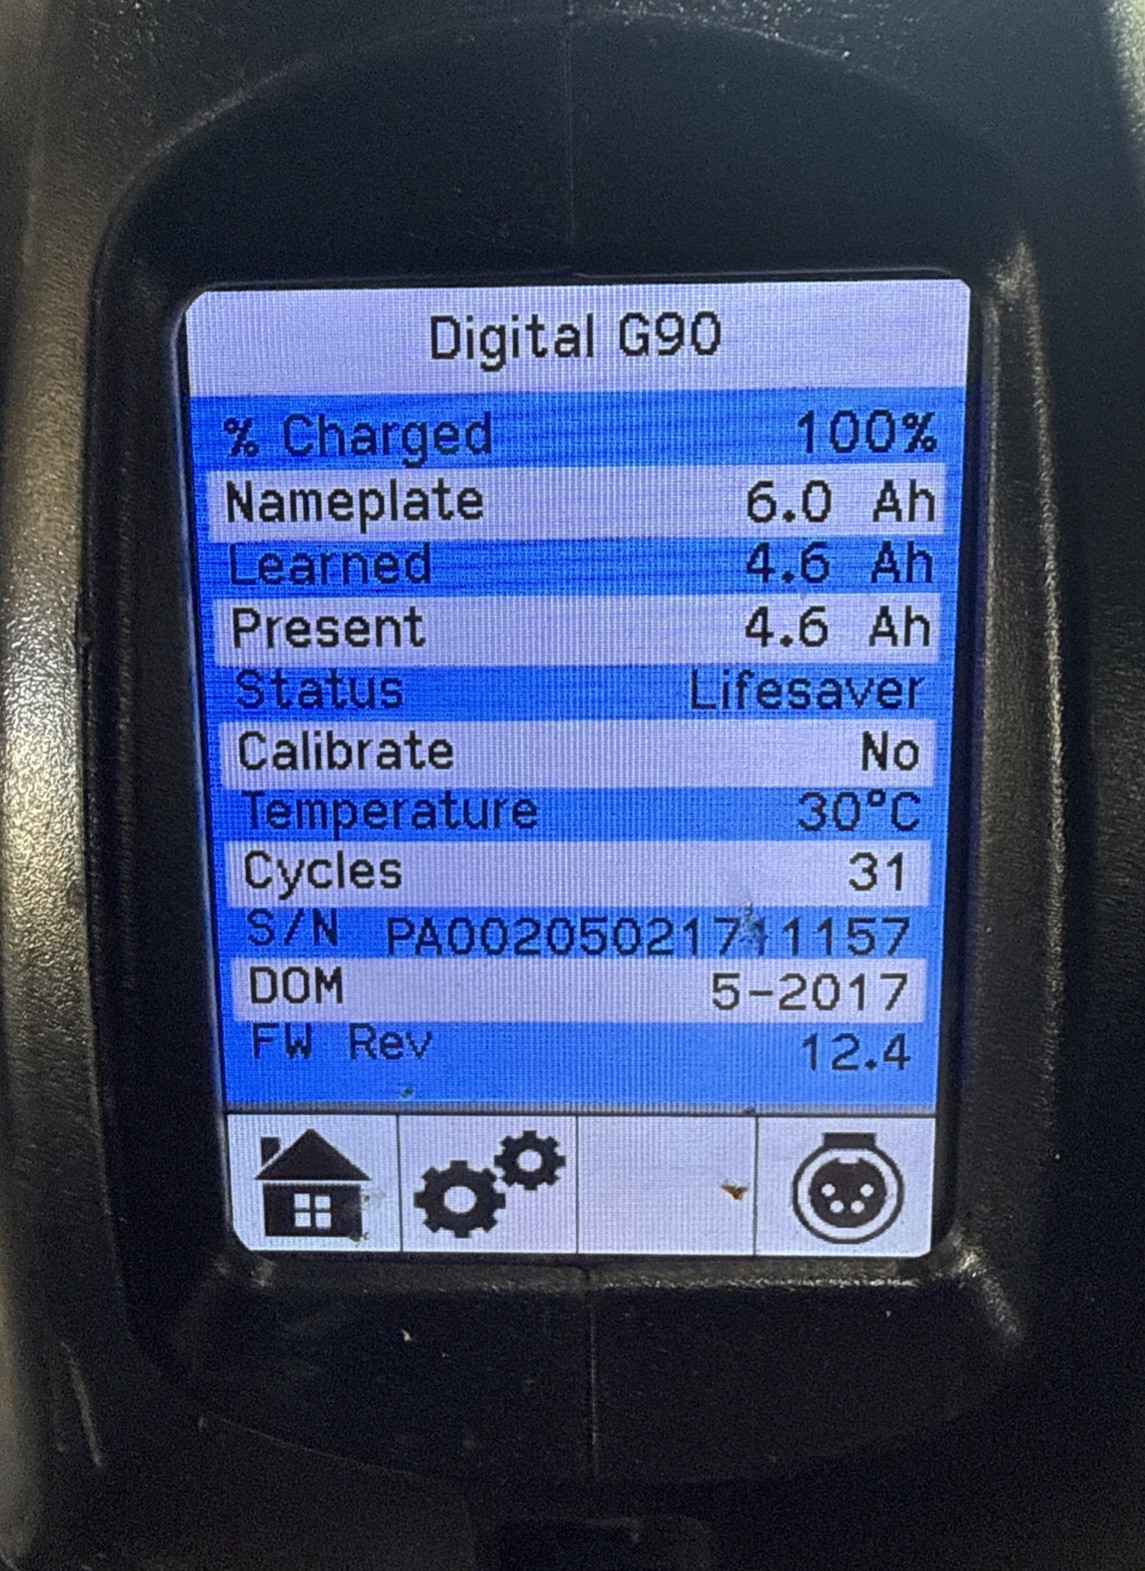 Digital G90
% Charged 100%
Nameplate 6.0 Ah
Learned 4.6 Ah
Present 4.6 Ah
Status Lifesaver
Calibrate No
Temperature 30°C
Cycles 31
S/N
DOM 5-2017
FW Rev 12.4